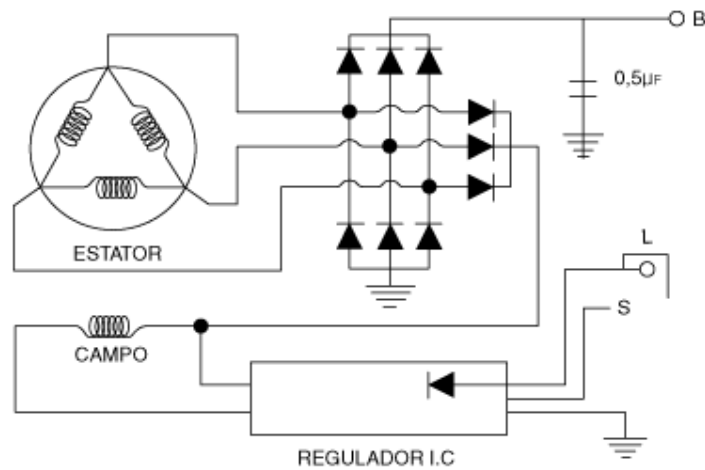 B
0,5µF
ESTATOR
L
S
CAMPO
REGULADOR I.C